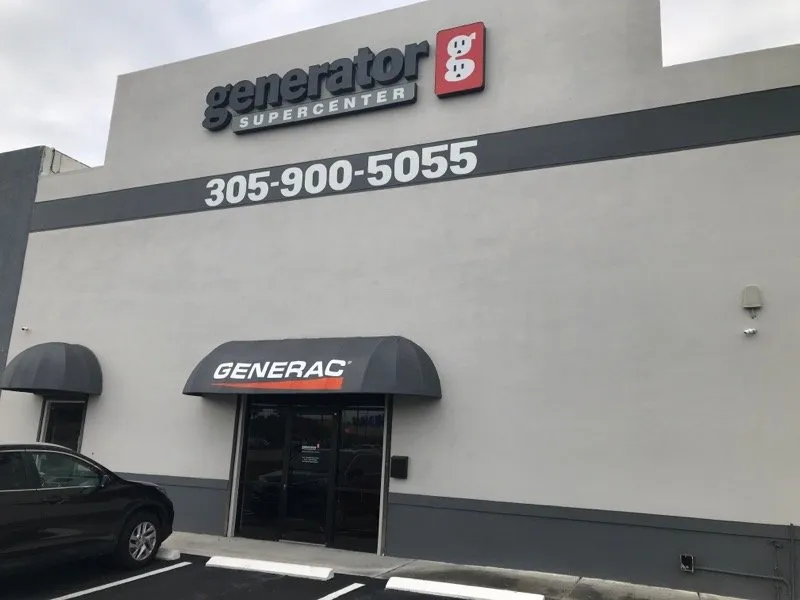 generator g
SUPERCENTER
305-900-5055
GENERAC